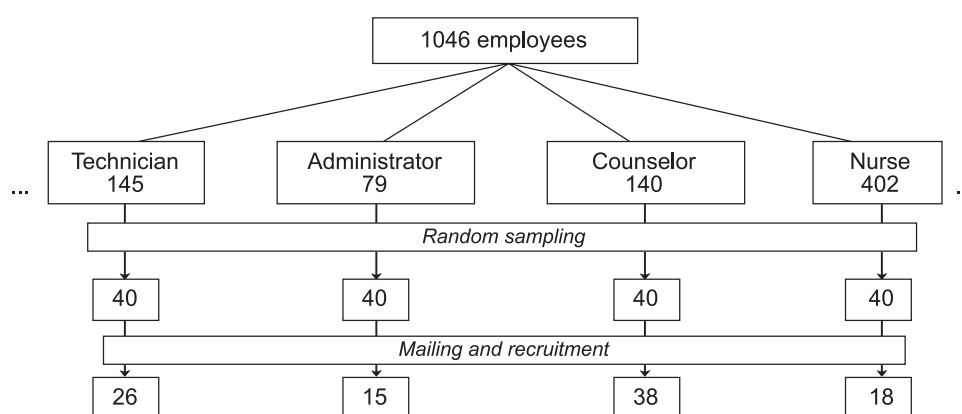 1046 employees
Technician Administrator Counselor Nurse
... 145 79 140 402 .
Random sampling
40 40 40 40
Mailing and recruitment
26 15 38 18